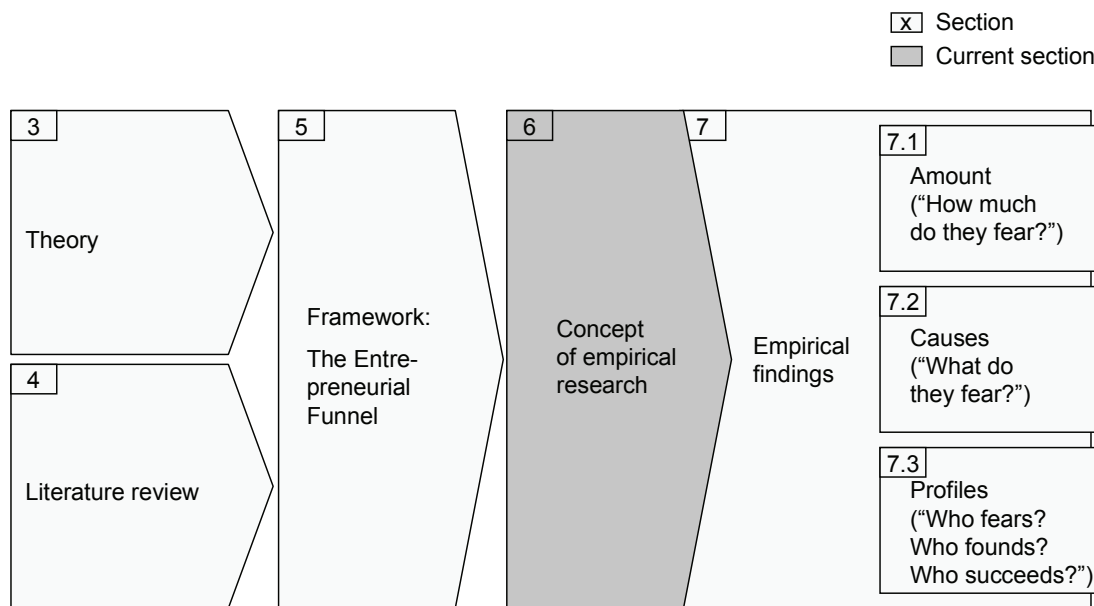 x Section
Current section
3
Theory
4
Literature review
5
Framework:
The Entre-
preneurial
Funnel
6
Concept
of empirical
research
7
Empirical
findings
7.1
Amount
(“How much
do they fear?”)
7.2
Causes
(“What do
they fear?”)
7.3
Profiles
(“Who fears?
Who founds?
Who succeeds?”)